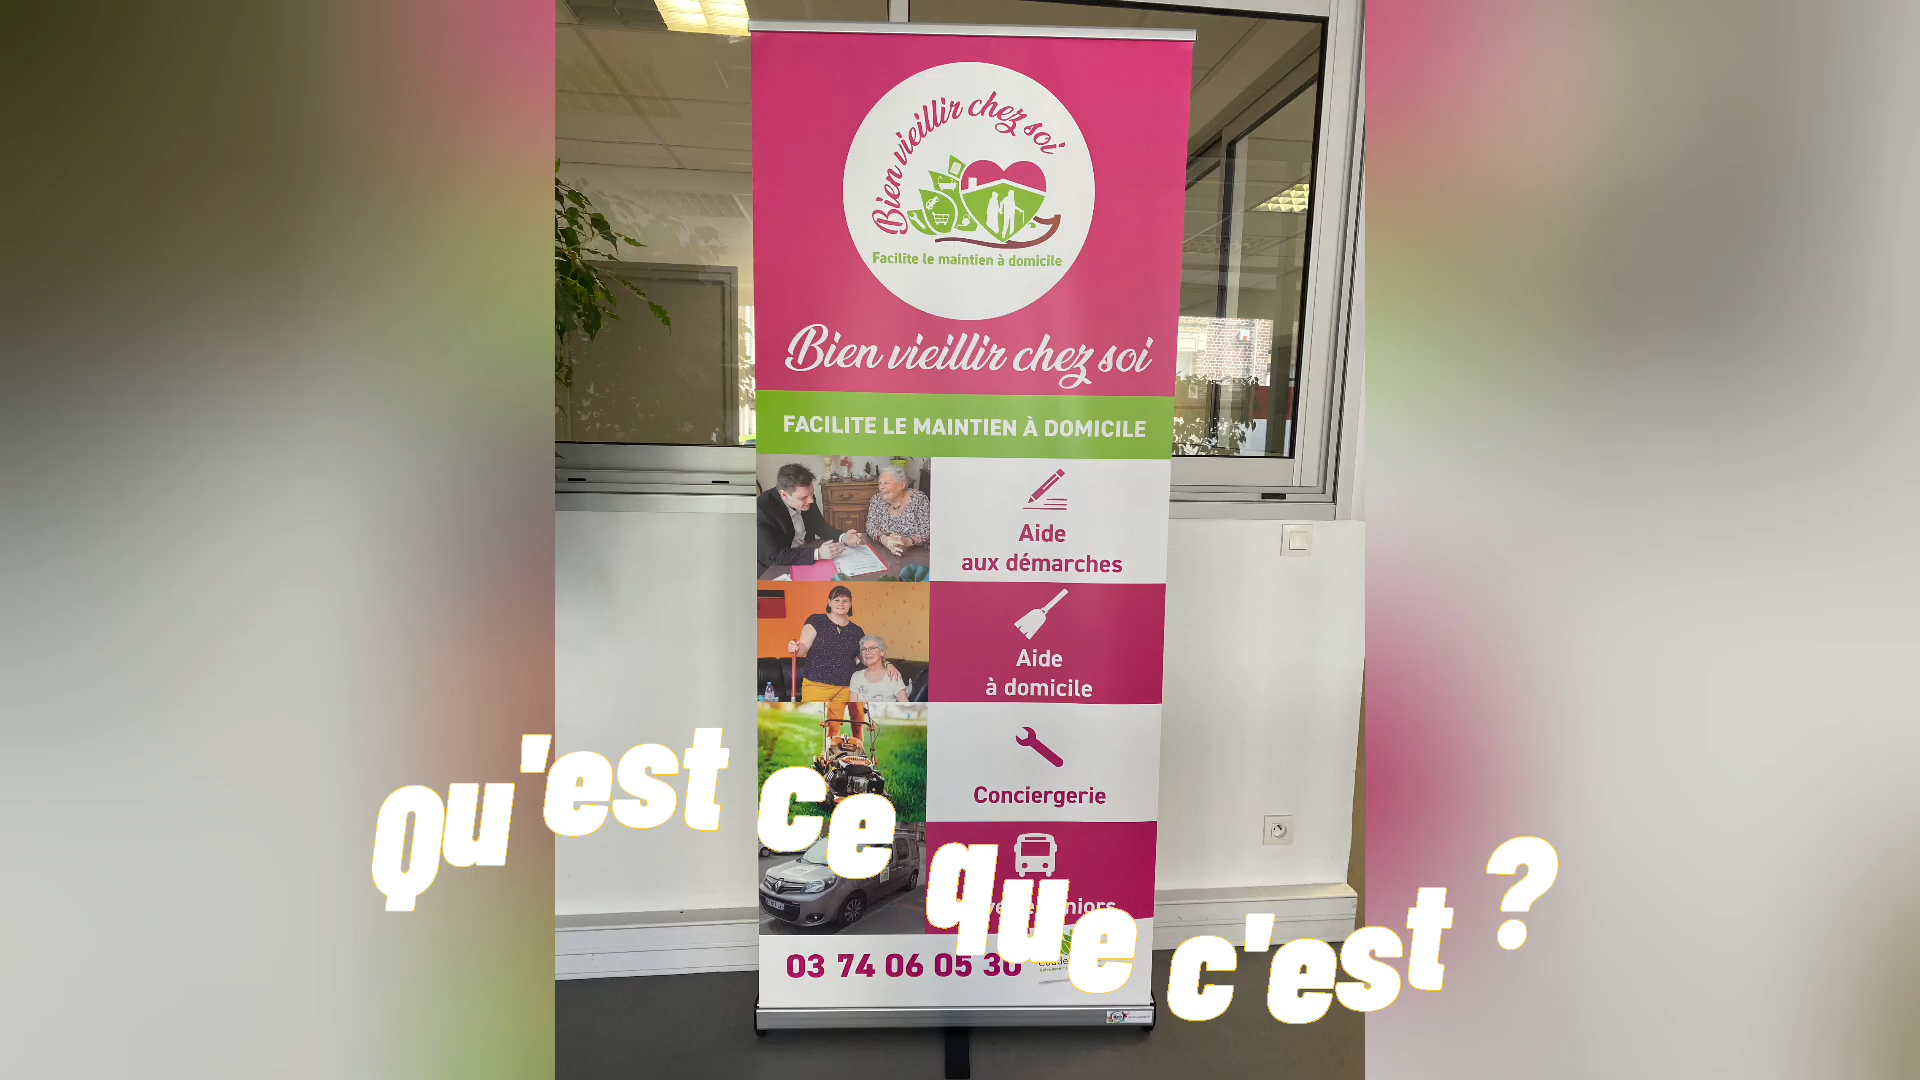 Bien vieillir chez soi
Facilite le maintien à domicile
Bien vieillir chez soi
FACILITE LE MAINTIEN À DOMICILE
Aide
aux démarches
Aide
à domicile
Conciergerie
03 74 06 05 30
Qu'est ce que c'est ?